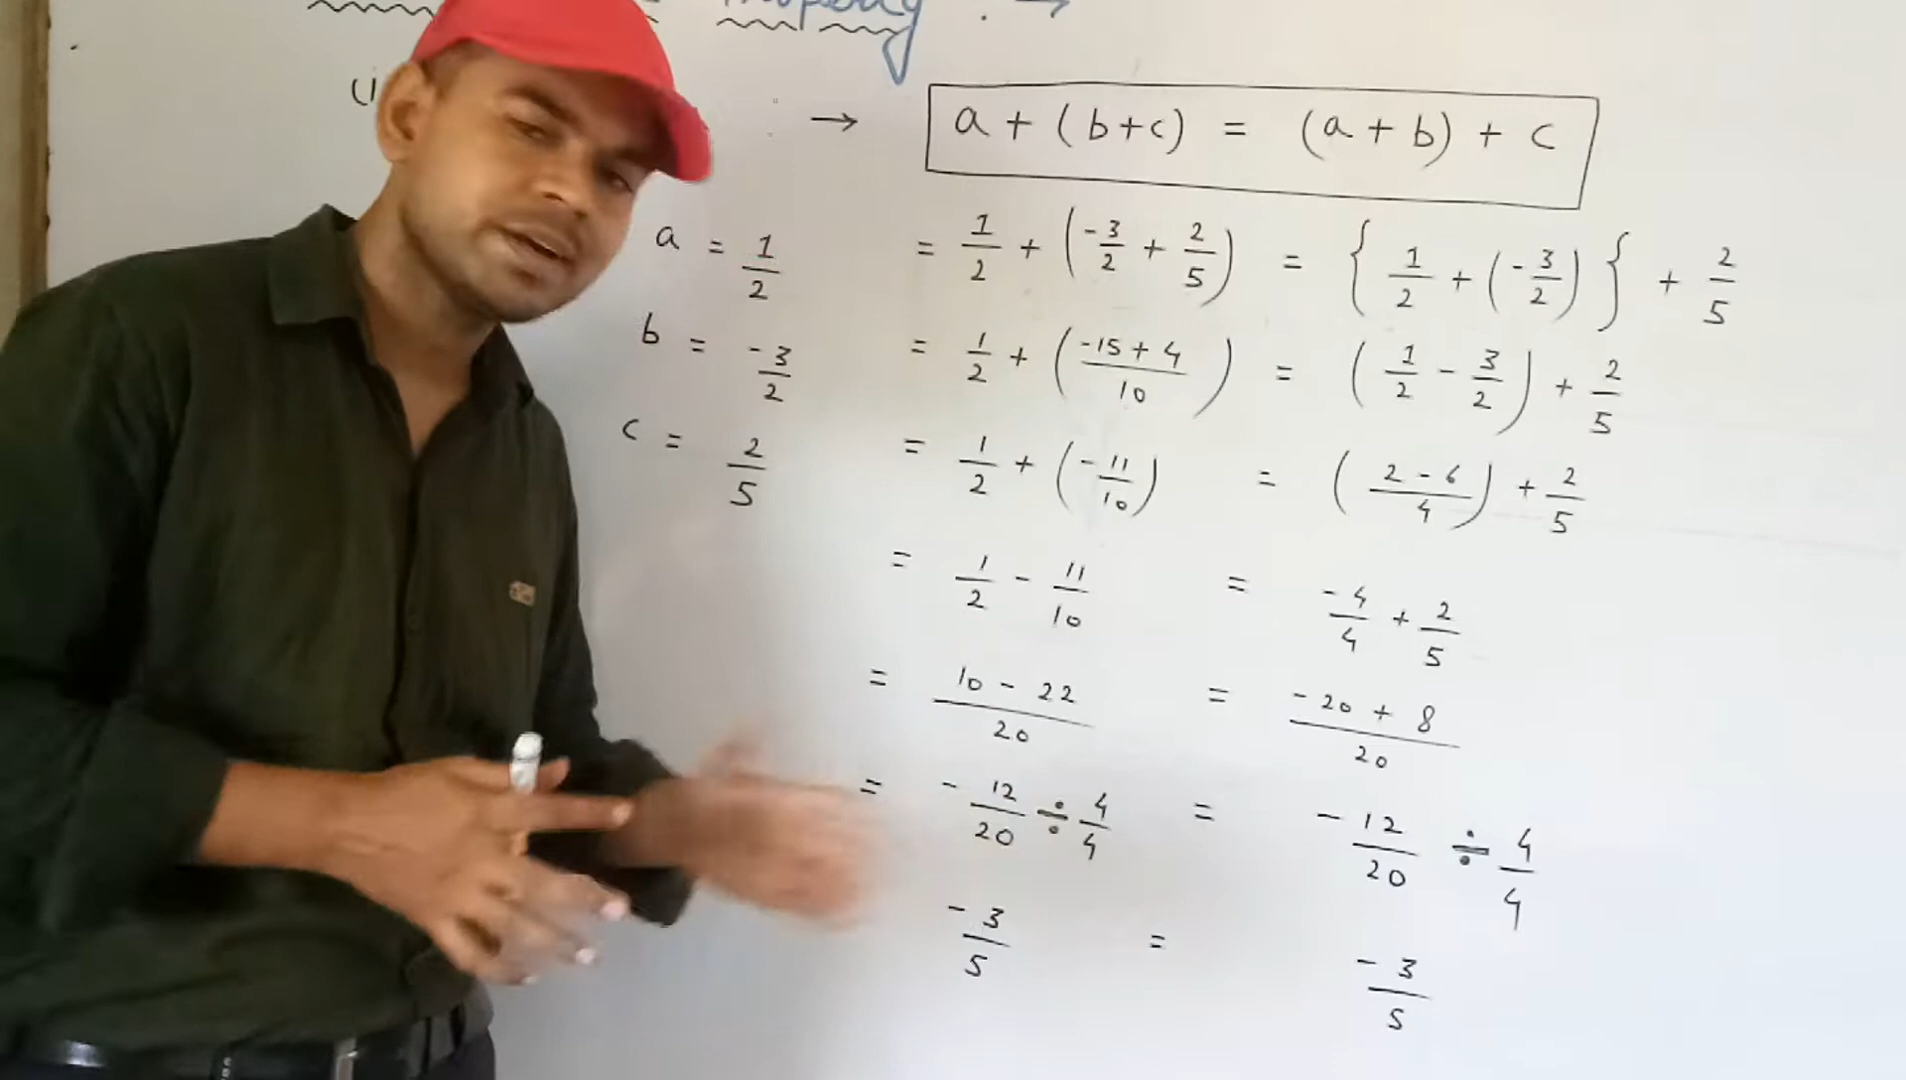 →
(i → a + (b+c) = (a + b) + c
a = 1/2 = 1/2 + (-3/2 + 2/5) = { 1/2 + (-3/2) } + 2/5
b = -3/2 = 1/2 + (-15 + 4 / 10) = (1/2 - 3/2) + 2/5
c = 2/5 = 1/2 + (-11/10) = (2 - 6 / 4) + 2/5
= 1/2 - 11/10 = -4/4 + 2/5
= 10 - 22 / 20 = -20 + 8 / 20
= -12/20 ÷ 4/4 = -12/20 ÷ 4/4
-3/5 = -3/5